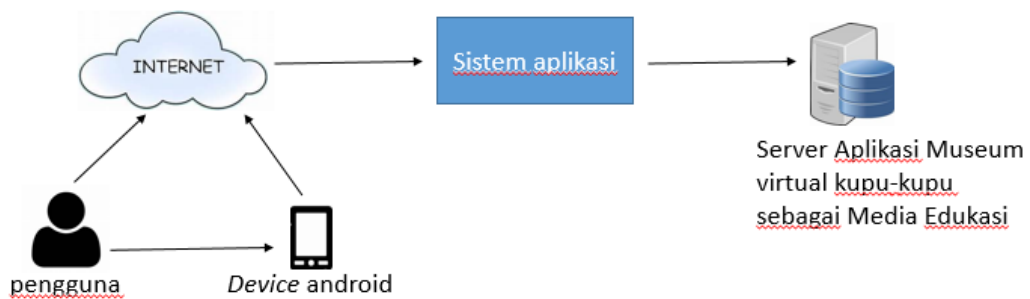 INTERNET
Sistem aplikasi
Server Aplikasi Museum
virtual kupu-kupu
sebagai Media Edukasi
pengguna
Device android